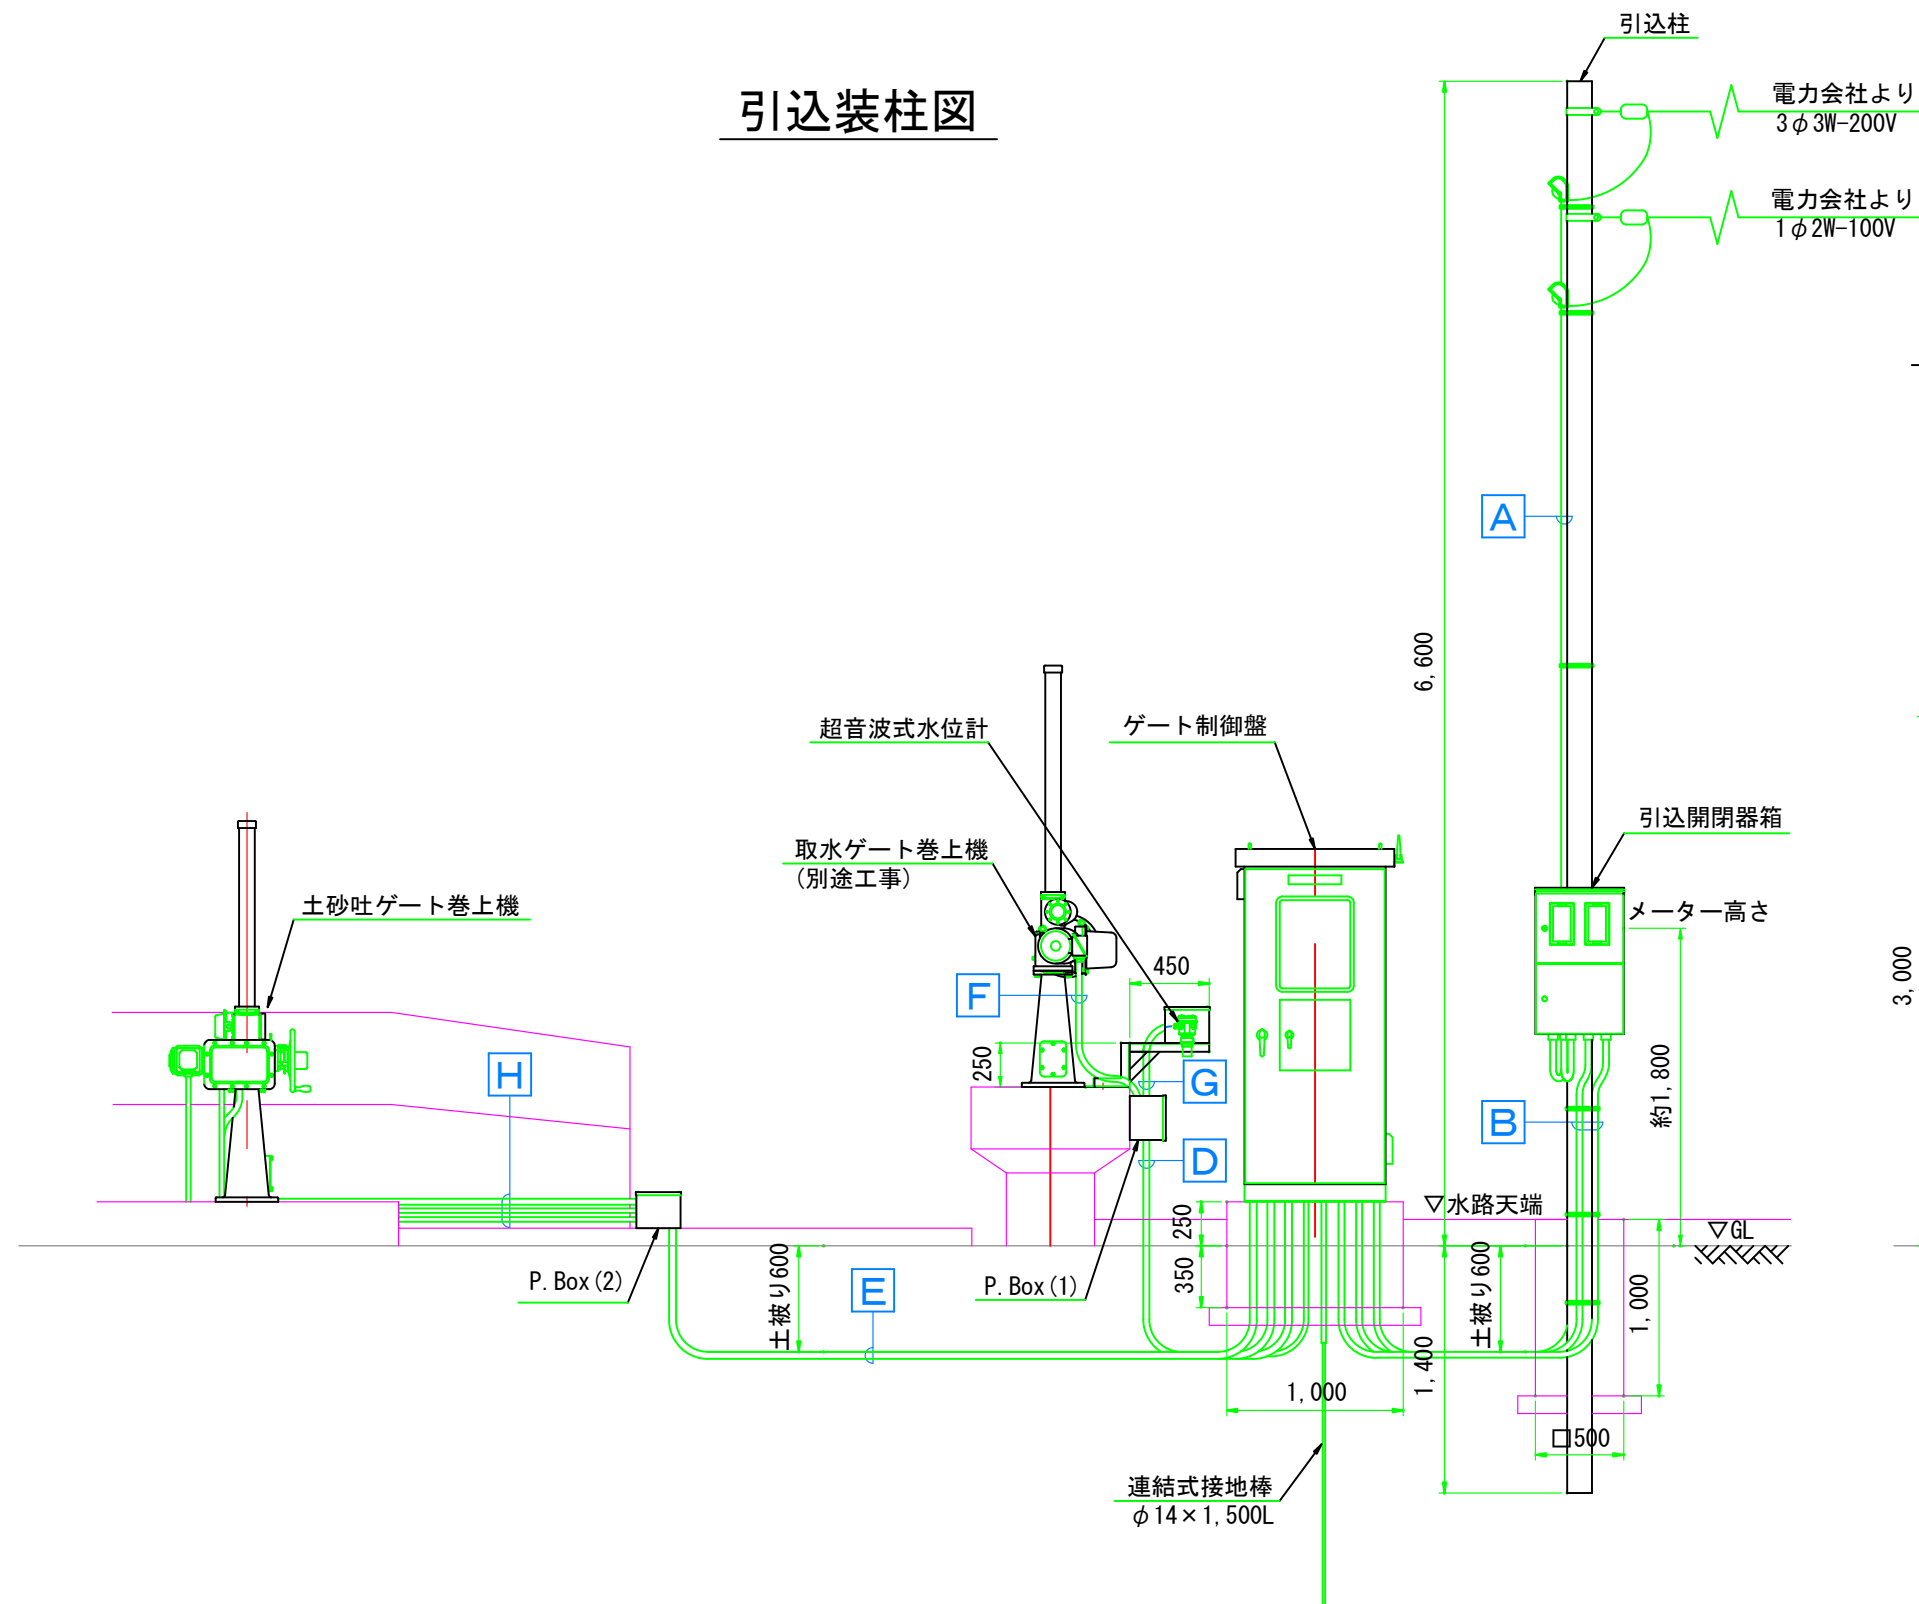 引込柱
引込装柱図
電力会社より
3φ3W-200V
電力会社より
1φ2W-100V
A
6,600
超音波式水位計
ゲート制御盤
引込開閉器箱
取水ゲート巻上機
(別途工事)
土砂吐ゲート巻上機
メーター高さ
450
F
3,000
250
H
G
約1,800
B
D
▽水路天端
250
▽GL
P.Box(2)
土被り600
E
P.Box(1)
350
土被り600
1,000
1,400
1,000
□500
連結式接地棒
φ14×1,500L